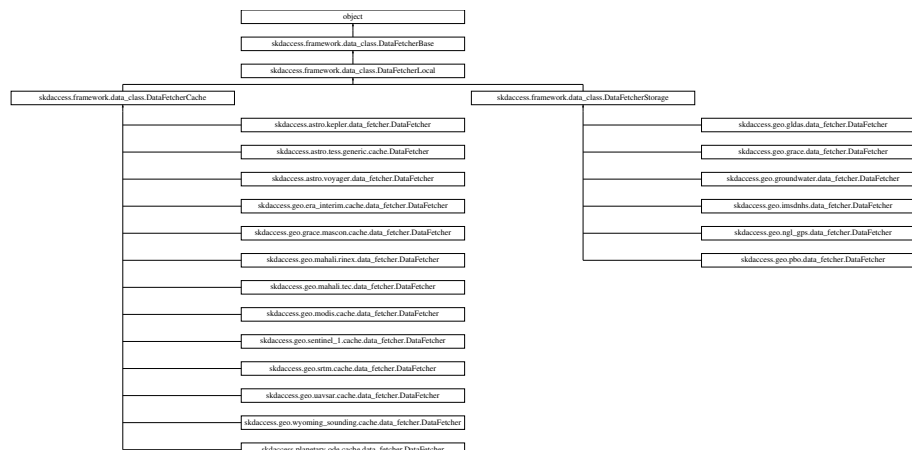 object
skdaccess.framework.data_class.DataFetcherBase
skdaccess.framework.data_class.DataFetcherLocal
skdaccess.framework.data_class.DataFetcherCache
skdaccess.framework.data_class.DataFetcherStorage
skdaccess.astro.kepler.data_fetcher.DataFetcher
skdaccess.geo.gldas.data_fetcher.DataFetcher
skdaccess.astro.tess.generic.cache.DataFetcher
skdaccess.geo.grace.data_fetcher.DataFetcher
skdaccess.astro.voyager.data_fetcher.DataFetcher
skdaccess.geo.groundwater.data_fetcher.DataFetcher
skdaccess.geo.era_interim.cache.data_fetcher.DataFetcher
skdaccess.geo.imsdnhs.data_fetcher.DataFetcher
skdaccess.geo.grace.mascon.cache.data_fetcher.DataFetcher
skdaccess.geo.ngl_gps.data_fetcher.DataFetcher
skdaccess.geo.mahali.rinex.data_fetcher.DataFetcher
skdaccess.geo.pbo.data_fetcher.DataFetcher
skdaccess.geo.mahali.tec.data_fetcher.DataFetcher
skdaccess.geo.modis.cache.data_fetcher.DataFetcher
skdaccess.geo.sentinel_1.cache.data_fetcher.DataFetcher
skdaccess.geo.srtm.cache.data_fetcher.DataFetcher
skdaccess.geo.uavsar.cache.data_fetcher.DataFetcher
skdaccess.geo.wyoming_sounding.cache.data_fetcher.DataFetcher
skdaccess.planetary.ode.cache.data_fetcher.DataFetcher